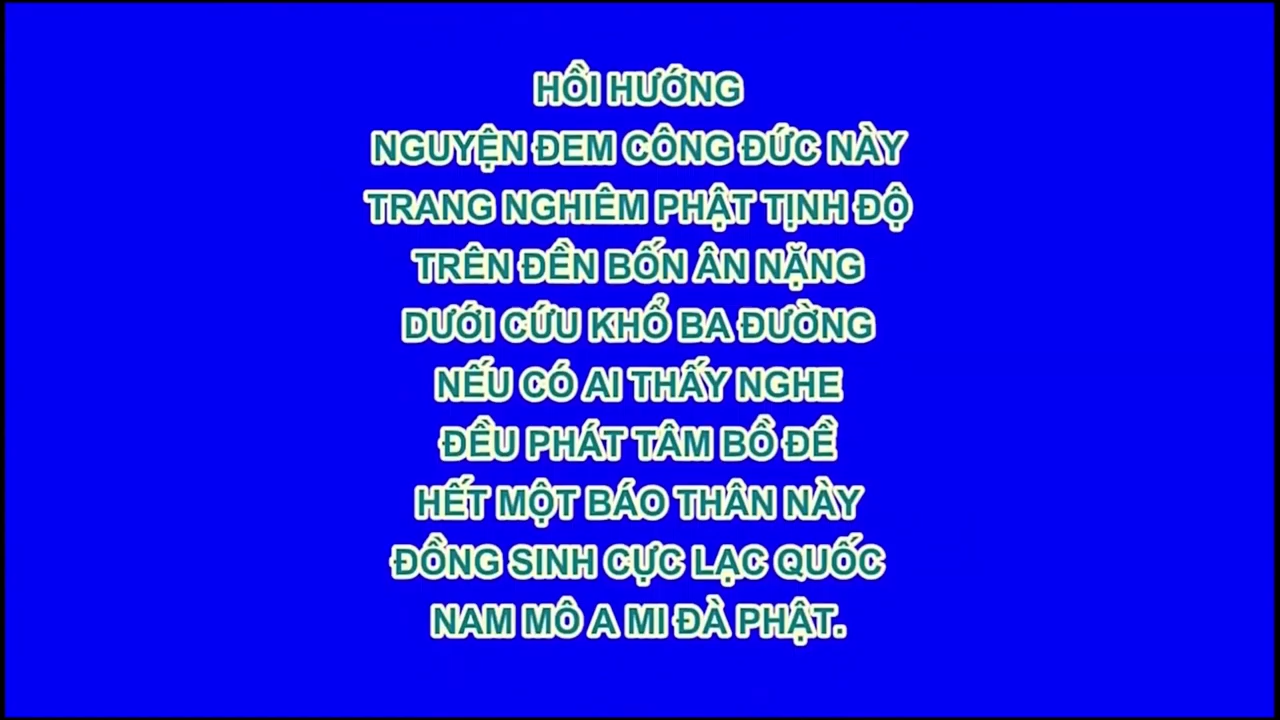 HỒI HƯỚNG
NGUYỆN ĐEM CÔNG ĐỨC NÀY
TRANG NGHIÊM PHẬT TỊNH ĐỘ
TRÊN ĐỀN BỐN ÂN NẶNG
DƯỚI CỨU KHỔ BA ĐƯỜNG
NẾU CÓ AI THẤY NGHE
ĐỀU PHÁT TÂM BỒ ĐỀ
HẾT MỘT BÁO THÂN NÀY
ĐỒNG SINH CỰC LẠC QUỐC
NAM MÔ A MI ĐÀ PHẬT.